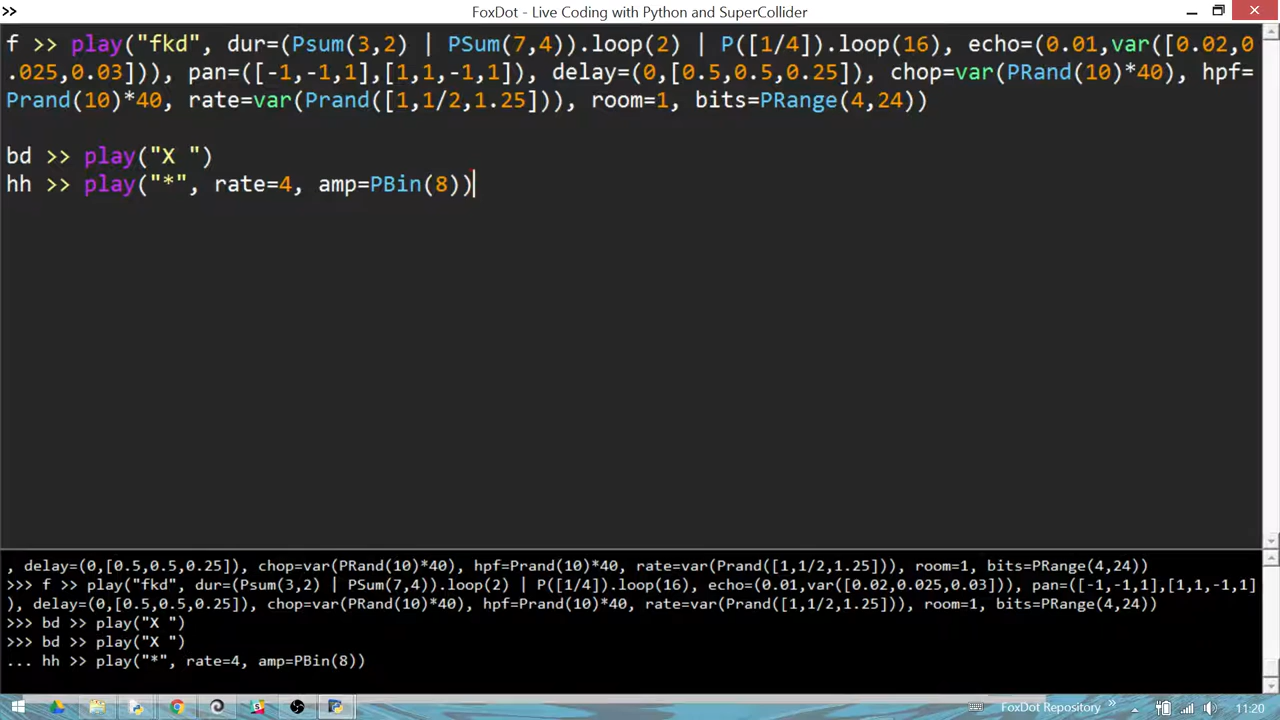 FoxDot - Live Coding with Python and SuperCollider
f >> play("fkd", dur=(Psum(3,2) | PSum(7,4)).loop(2) | P([1/4]).loop(16), echo=(0.01,var([0.02,0
.025,0.03])), pan=([-1,-1,1],[1,1,-1,1]), delay=(0,[0.5,0.5,0.25]), chop=var(PRand(10)*40), hpf=
Prand(10)*40, rate=var(Prand([1,1/2,1.25])), room=1, bits=PRange(4,24))
bd >> play("X ")
hh >> play("*", rate=4, amp=PBin(8))
, delay=(0,[0.5,0.5,0.25]), chop=var(PRand(10)*40), hpf=Prand(10)*40, rate=var(Prand([1,1/2,1.25])), room=1, bits=PRange(4,24))
>>> f >> play("fkd", dur=(Psum(3,2) | PSum(7,4)).loop(2) | P([1/4]).loop(16), echo=(0.01,var([0.02,0.025,0.03])), pan=([-1,-1,1],[1,1,-1,1]
), delay=(0,[0.5,0.5,0.25]), chop=var(PRand(10)*40), hpf=Prand(10)*40, rate=var(Prand([1,1/2,1.25])), room=1, bits=PRange(4,24))
>>> bd >> play("X ")
>>> bd >> play("X ")
... hh >> play("*", rate=4, amp=PBin(8))
FoxDot Repository » 11:20